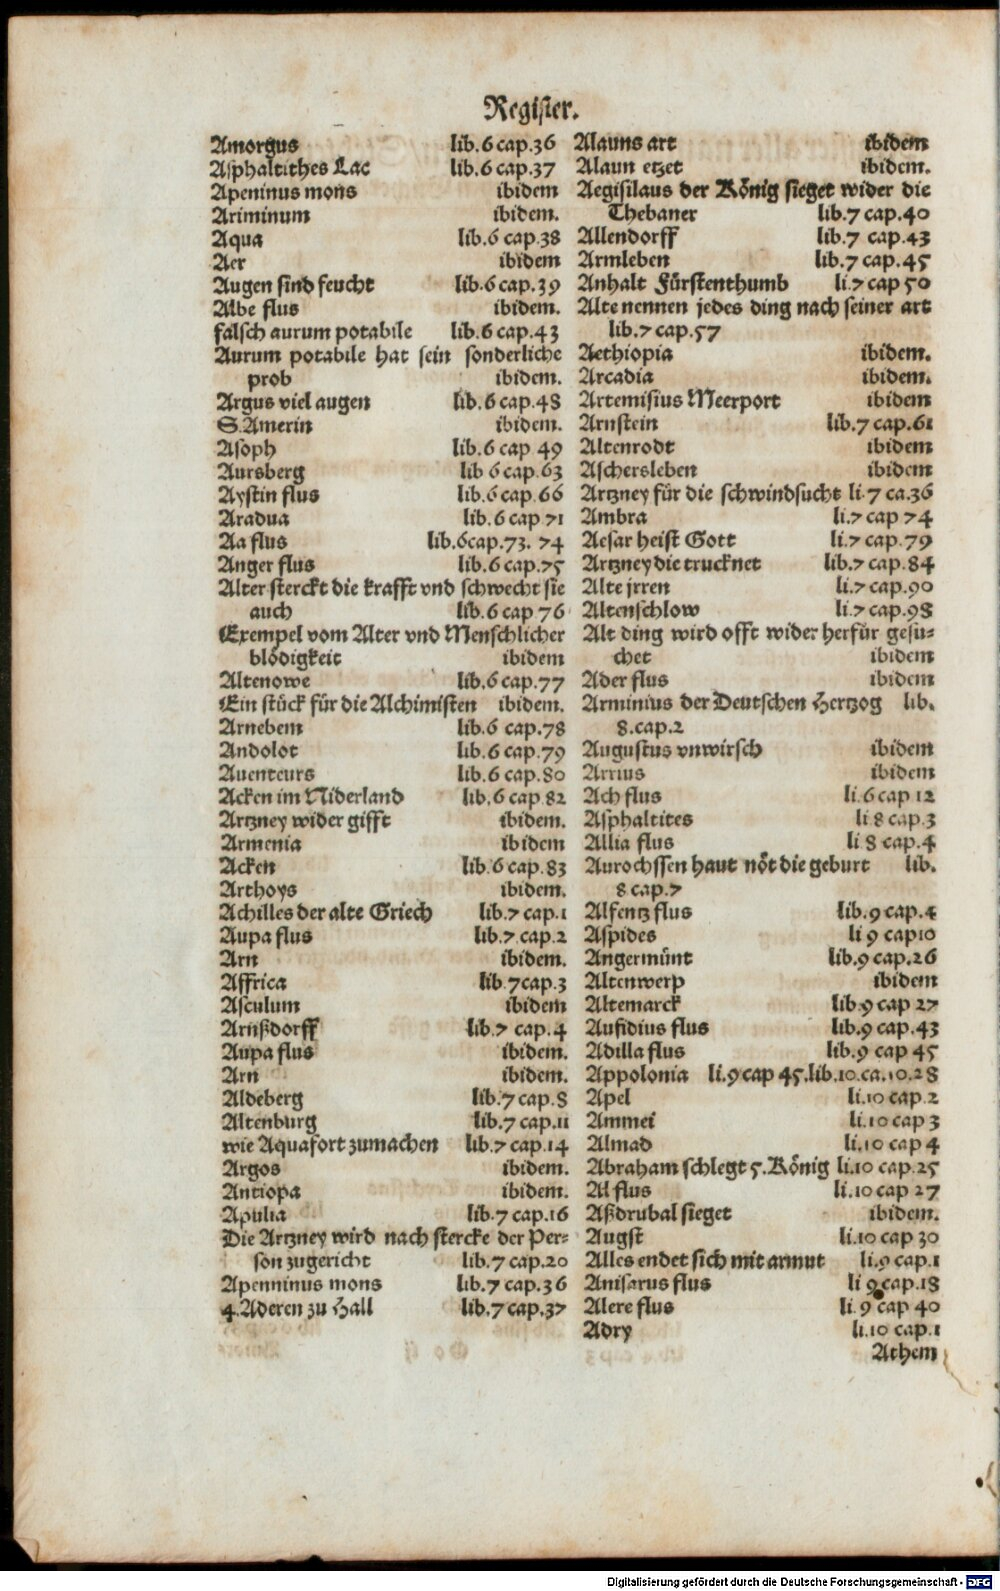 Register.
Amorgus lib.6 cap.36
Asphaltithes Lac lib.6 cap.37
Apeninus mons ibidem
Ariminum ibidem.
Aqua lib.6 cap.38
Aer ibidem
Augen sind feucht lib.6 cap.39
Albe flus ibidem.
falsch aurum potabile lib.6 cap.43
Aurum potabile hat sein sonderliche
prob ibidem.
Argus viel augen lib.6 cap.48
S.Amerin ibidem.
Asoph lib.6 cap 49
Aursberg lib 6 cap.63
Aystin flus lib.6 cap.66
Aradua lib.6 cap 71
Aa flus lib.6cap.73. 74
Anger flus lib.6 cap.75
Alter sterckt die krafft vnd schwecht sie
auch lib.6 cap 76
Exempel vom Alter vnd Menschlicher
blödigkeit ibidem
Altenowe lib.6 cap.77
Ein stück für die Alchimisten ibidem.
Arnebem lib.6 cap.78
Andolot lib.6 cap.79
Auenteurs lib.6 cap.80
Acken im Niderland lib.6 cap 82
Artzney wider gifft ibidem.
Armenia ibidem
Acken lib.6 cap.83
Arthoys ibidem.
Achilles der alte Griech lib.7 cap.1
Aupa flus lib.7 cap.2
Arn ibidem.
Affrica lib.7cap.3
Asculum ibidem
Arnßdorff lib.7 cap.4
Aupa flus ibidem.
Arn ibidem.
Aldeberg lib.7 cap.8
Altenburg lib.7 cap.11
wie Aquafort zumachen lib.7 cap.14
Argos ibidem.
Antiopa ibidem.
Apulia lib.7 cap.16
Die Artzney wird nach stercke der Per=
son zugericht lib.7 cap.20
Apenninus mons lib.7 cap.36
4.Aderen zu Hall lib.7 cap.37
Alauns art ibidem
Alaun etzet ibidem.
Aegisilaus der König sieget wider die
Thebaner lib.7 cap.40
Allendorff lib.7 cap.43
Armleben lib.7 cap.45
Anhalt Fürstenthumb li.7 cap 50
Alte nennen jedes ding nach seiner art
lib.7 cap.57
Aethiopia ibidem.
Arcadia ibidem.
Artemisius Meerport ibidem
Arnstein lib.7 cap.61
Altenrodt ibidem
Aschersleben ibidem
Artzney für die schwindsucht li.7 ca.36
Ambra li.7 cap 74
Aesar heist Gott li.7 cap.79
Artzney die trucknet lib.7 cap.84
Alte jrren li.7 cap.90
Altenschlow li.7 cap.98
Alt ding wird offt wider herfür gesu=
chet ibidem
Ader flus ibidem
Arminius der Deutschen Hertzog lib.
8.cap.2
Augustus vnwirsch ibidem
Arrius ibidem
Ach flus li.6 cap 12
Asphaltites li 8 cap.3
Allia flus li 8 cap.4
Aurochssen haut nöt die geburt lib.
8 cap.7
Alfentz flus lib.9 cap.4
Aspides li 9 cap10
Angermünt lib.9 cap.26
Altenwerp ibidem
Altemarck lib.9 cap 27
Aufidius flus lib.9 cap.43
Adilla flus lib.9 cap 45
Appolonia li.9 cap 45.lib.10.ca.10.28
Apel li.10 cap.2
Ammei li.10 cap 3
Almad li.10 cap 4
Abraham schlegt 5.König li.10 cap.25
Al flus li.10 cap 27
Aßdrubal sieget ibidem.
Augst li.10 cap 30
Alles endet sich mit armut li.9 cap.1
Anisarus flus li 9 cap.18
Alere flus li.9 cap 40
Adry li.10 cap.1
Athem
Digitalisierung gefördert durch die Deutsche Forschungsgemeinschaft - DFG